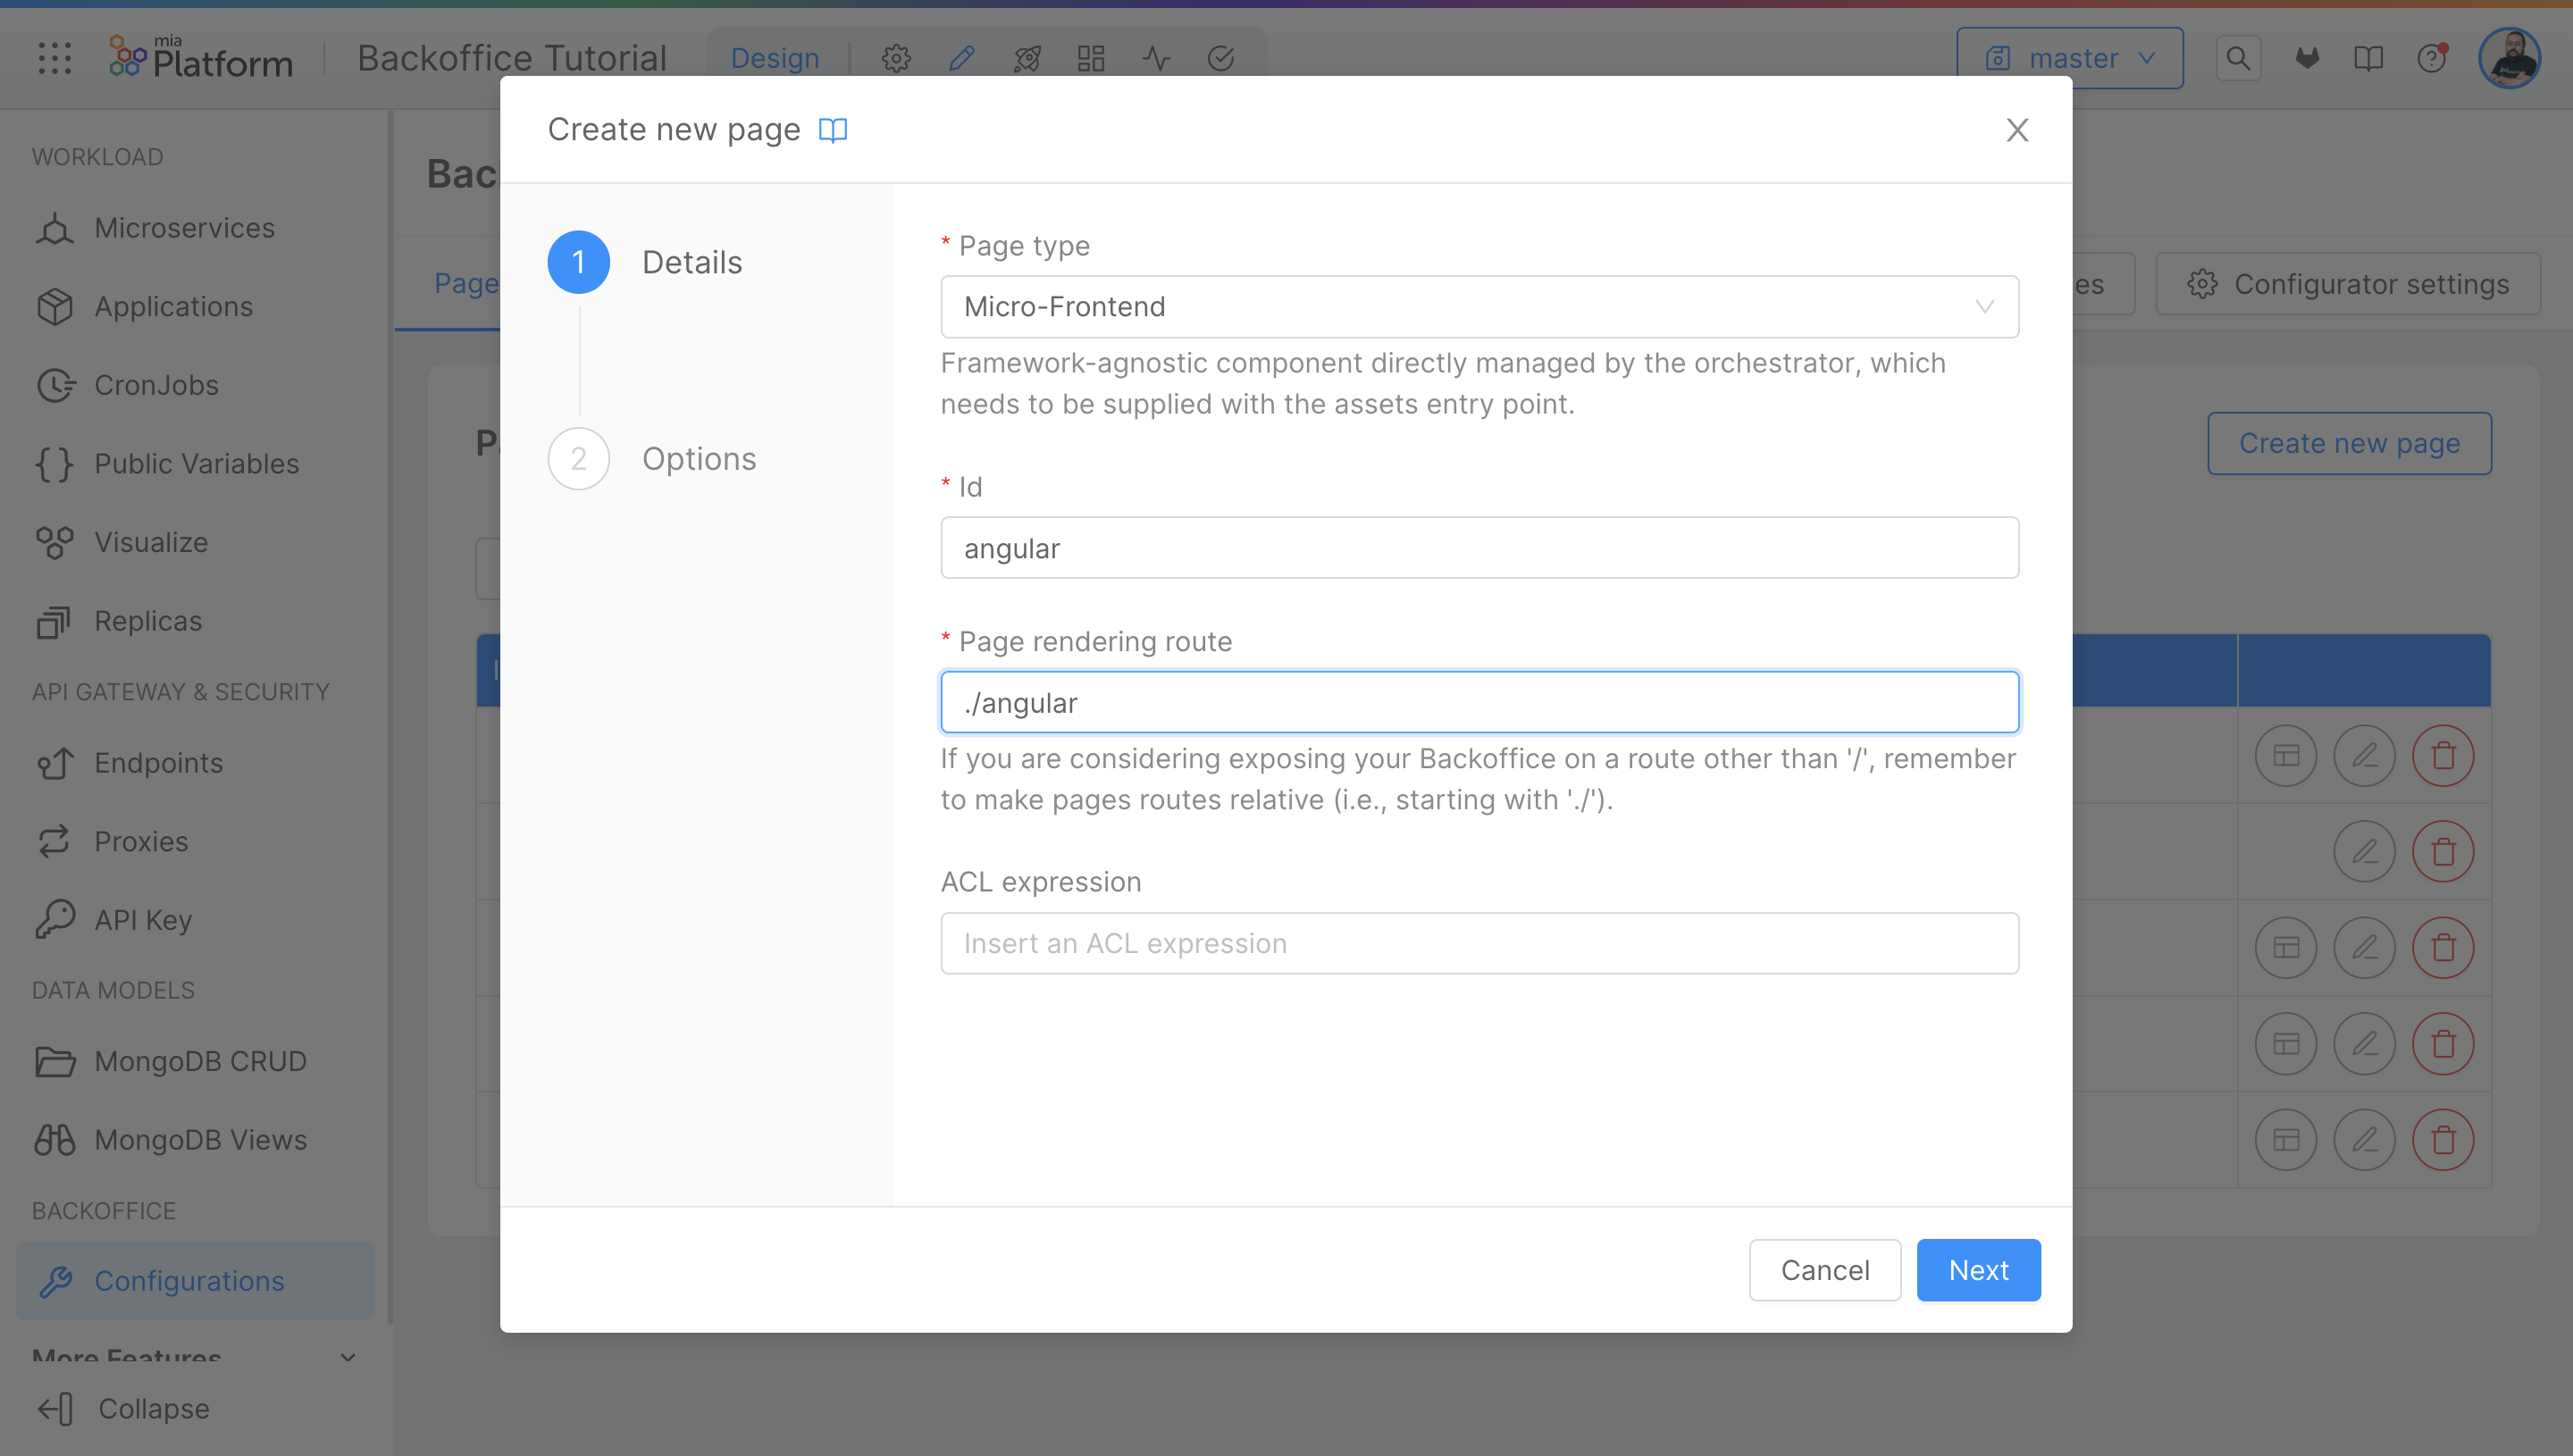 mia
Platform
Backoffice Tutorial
Design
master
WORKLOAD
Microservices
Applications
CronJobs
Public Variables
Visualize
Replicas
API GATEWAY & SECURITY
Endpoints
Proxies
API Key
DATA MODELS
MongoDB CRUD
MongoDB Views
BACKOFFICE
Configurations
More Features
Collapse
Bac
Page
es
Configurator settings
Create new page
Create new page
1 Details
2 Options
* Page type
Micro-Frontend
Framework-agnostic component directly managed by the orchestrator, which
needs to be supplied with the assets entry point.
* Id
angular
* Page rendering route
./angular
If you are considering exposing your Backoffice on a route other than '/', remember
to make pages routes relative (i.e., starting with './').
ACL expression
Insert an ACL expression
Cancel
Next